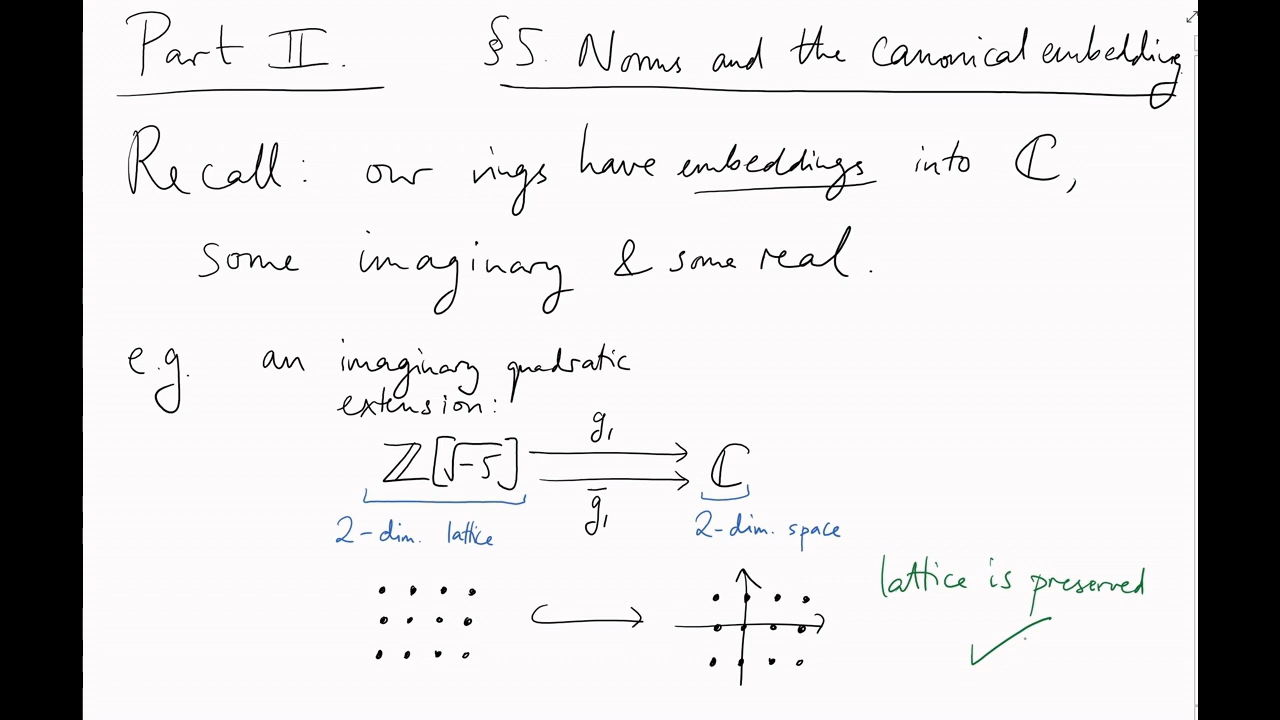 Part II. §5. Norms and the canonical embedding
Recall: our rings have embeddings into ℂ,
some imaginary & some real.
e.g. an imaginary quadratic
extension:
g₁
ℤ[√-5] ℂ
ḡ₁
2-dim. lattice 2-dim. space
lattice is preserved
✓